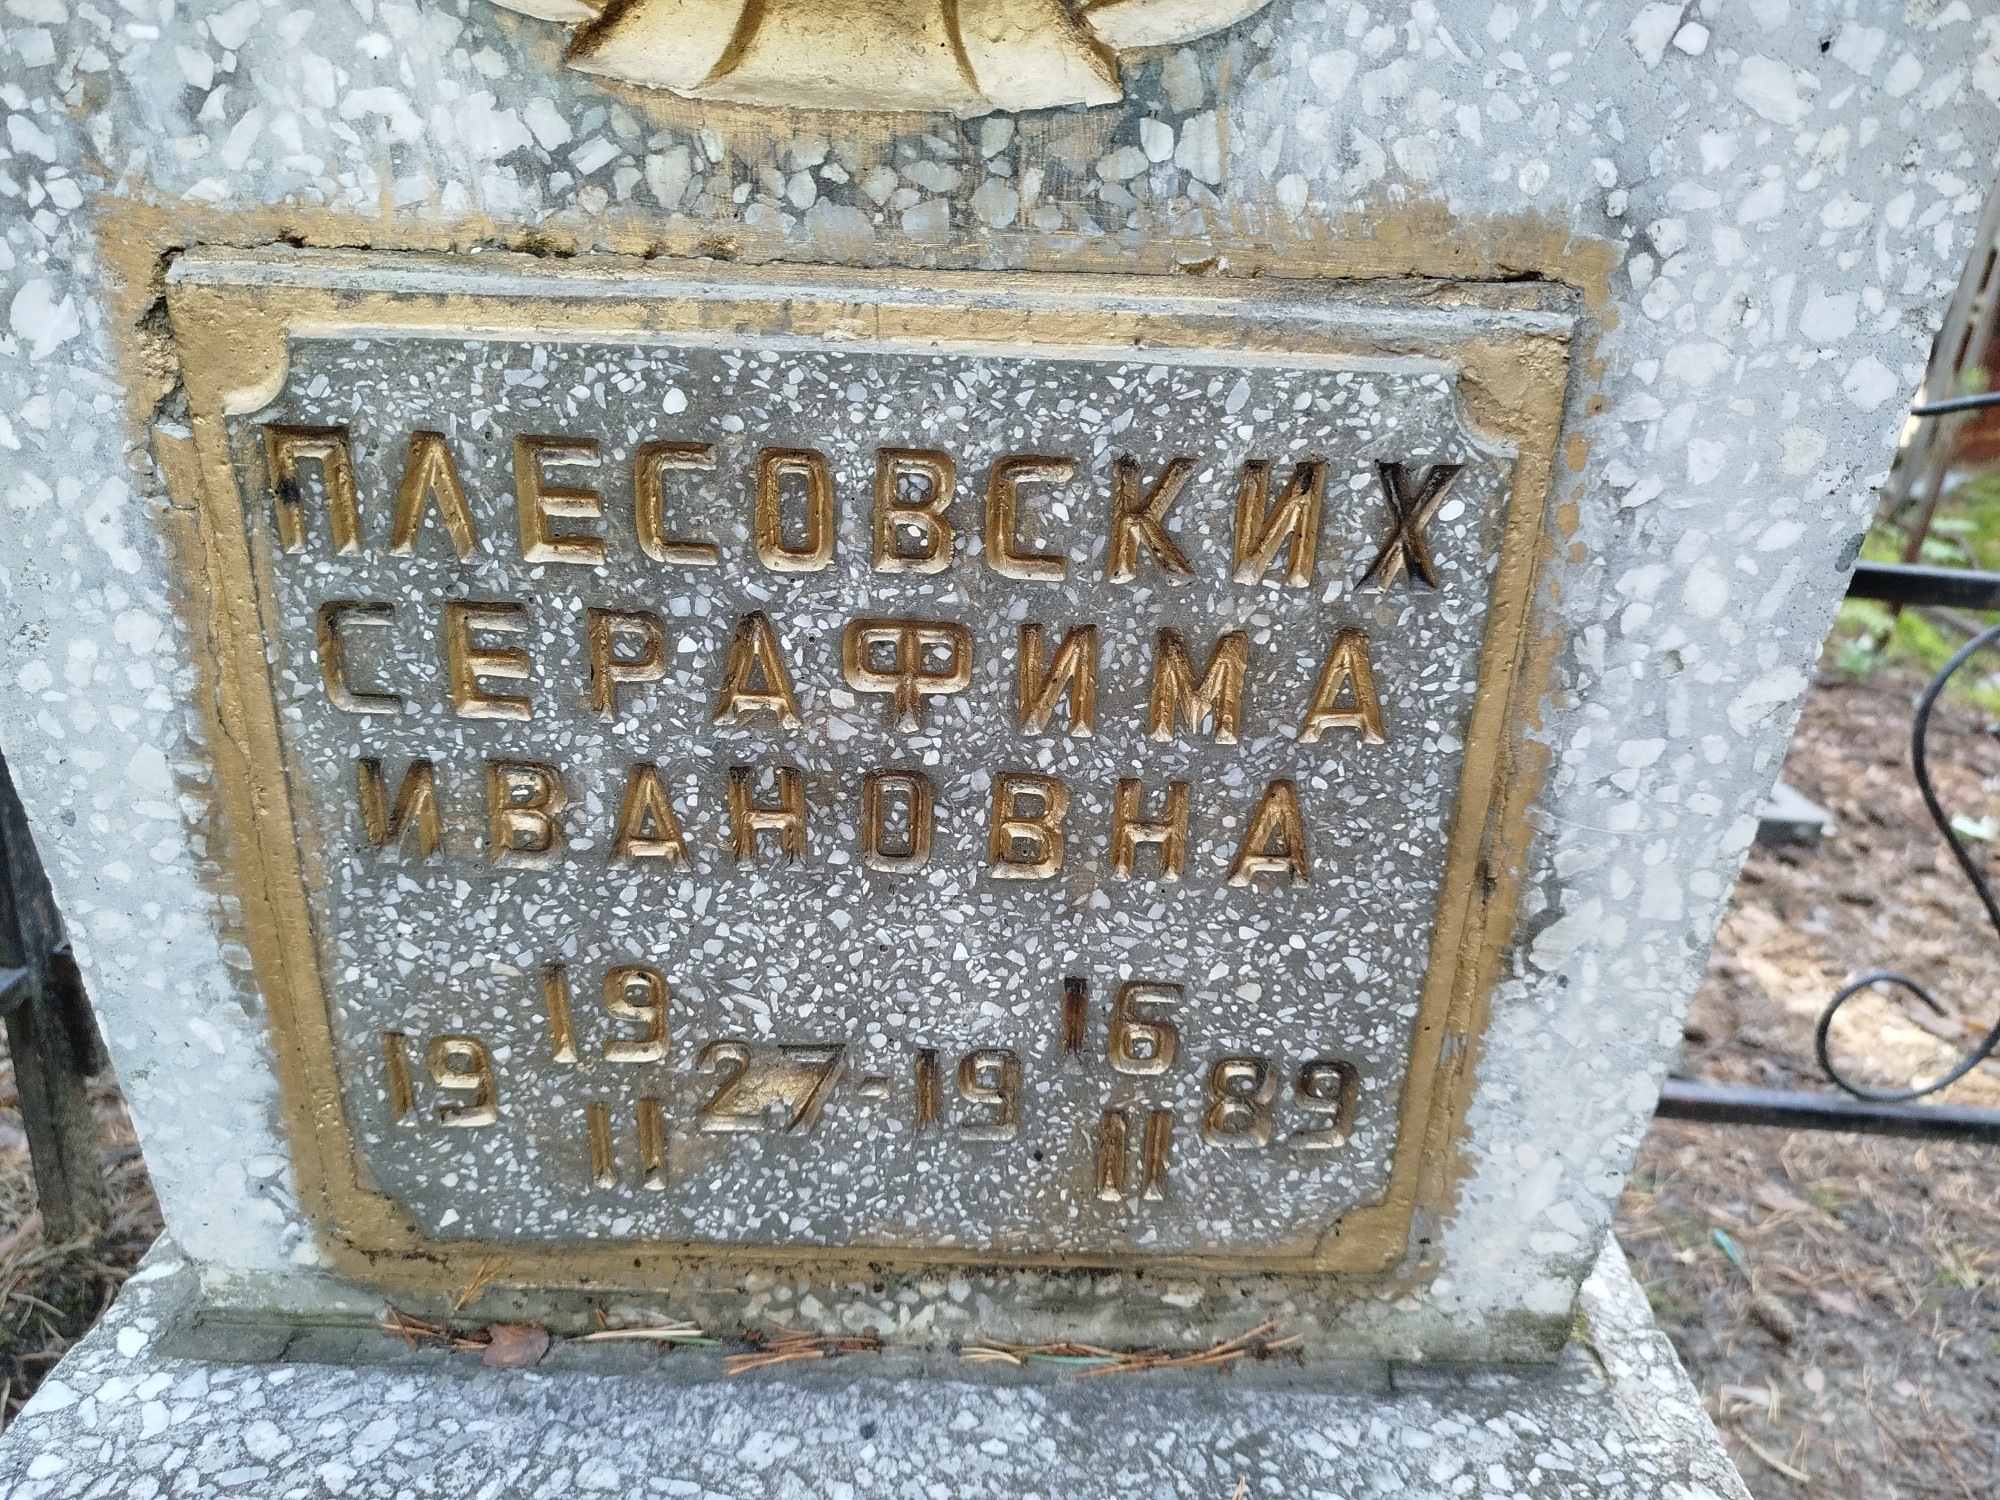 ПЛЕСОВСКИХ
СЕРАФИМА
ИВАНОВНА
19 19/11 27-19 16/11 89